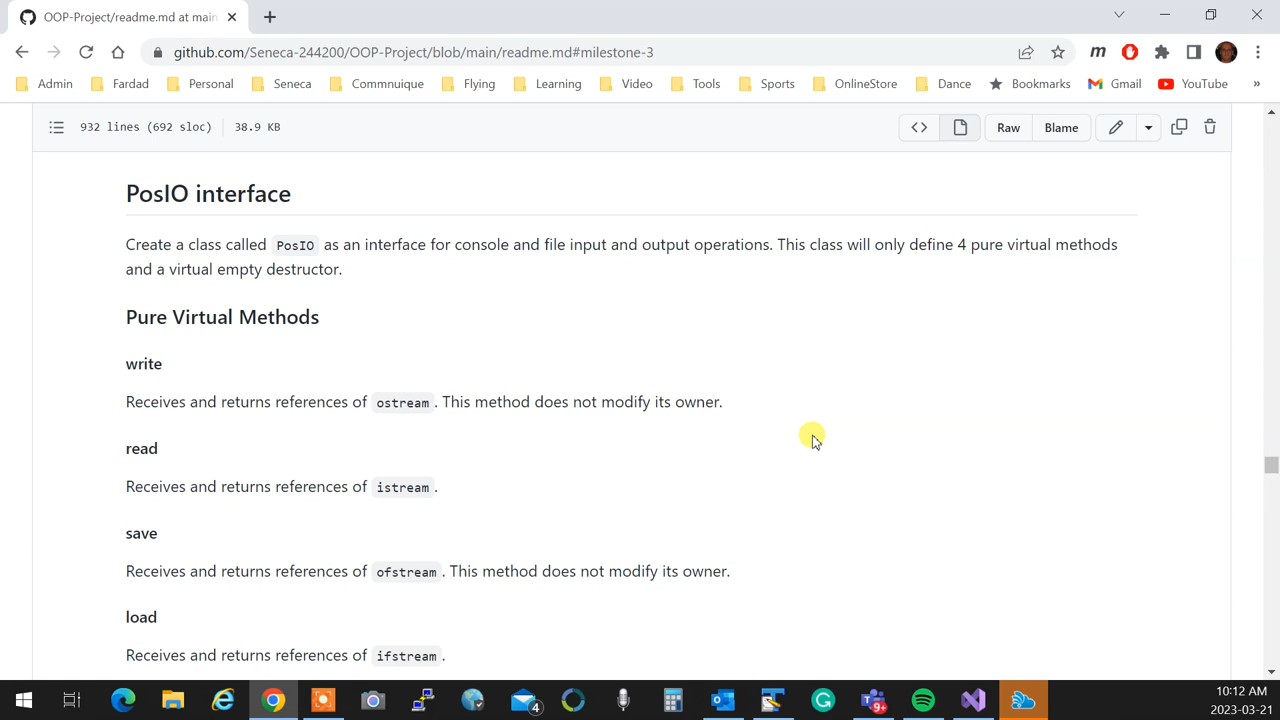 OOP-Project/readme.md at main
github.com/Seneca-244200/OOP-Project/blob/main/readme.md#milestone-3
m
Admin Fardad Personal Seneca Commnuique Flying Learning Video Tools Sports OnlineStore Dance Bookmarks Gmail YouTube »
932 lines (692 sloc) 38.9 KB Raw Blame
PosIO interface
Create a class called PosIO as an interface for console and file input and output operations. This class will only define 4 pure virtual methods
and a virtual empty destructor.
Pure Virtual Methods
write
Receives and returns references of ostream. This method does not modify its owner.
read
Receives and returns references of istream.
save
Receives and returns references of ofstream. This method does not modify its owner.
load
Receives and returns references of ifstream.
4 9+
10:12 AM
2023-03-21